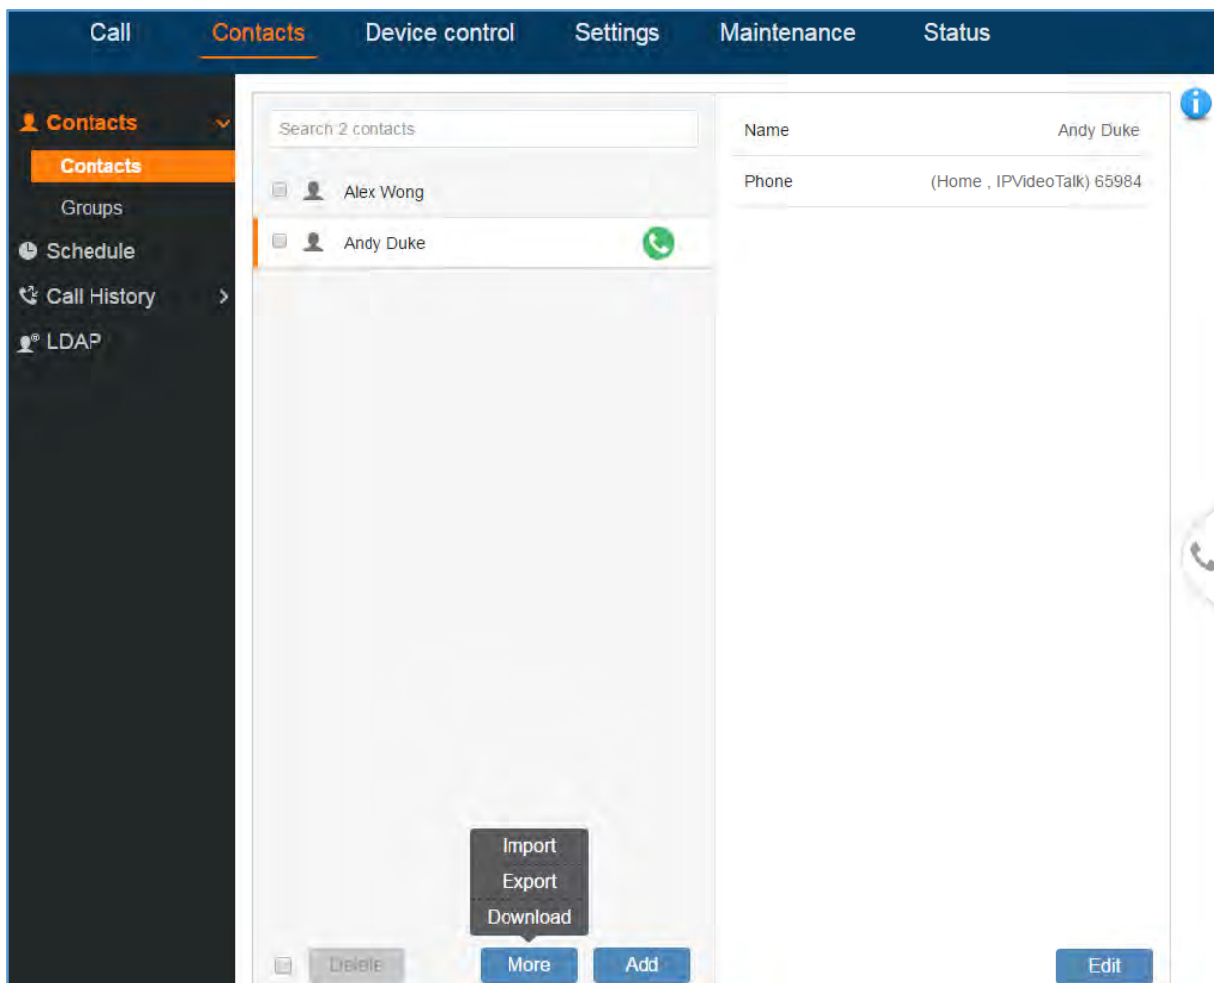 Call Contacts Device control Settings Maintenance Status
Contacts
Contacts
Groups
Schedule
Call History
LDAP
Search 2 contacts
Alex Wong
Andy Duke
Import
Export
Download
Delete More Add
Name Andy Duke
Phone (Home , IPVideoTalk) 65984
Edit